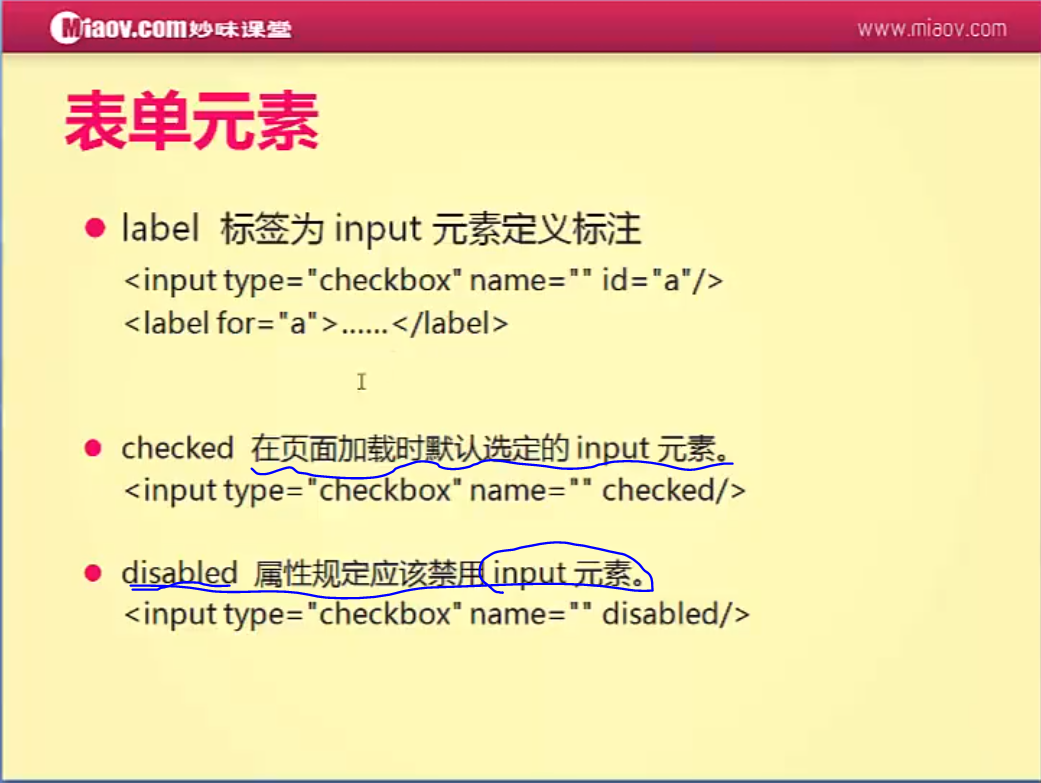 Miaov.com妙味课堂
www.miaov.com
表单元素
label 标签为 input 元素定义标注
<input type="checkbox" name="" id="a"/>
<label for="a">……</label>
checked 在页面加载时默认选定的 input 元素。
<input type="checkbox" name="" checked/>
disabled 属性规定应该禁用 input 元素。
<input type="checkbox" name="" disabled/>